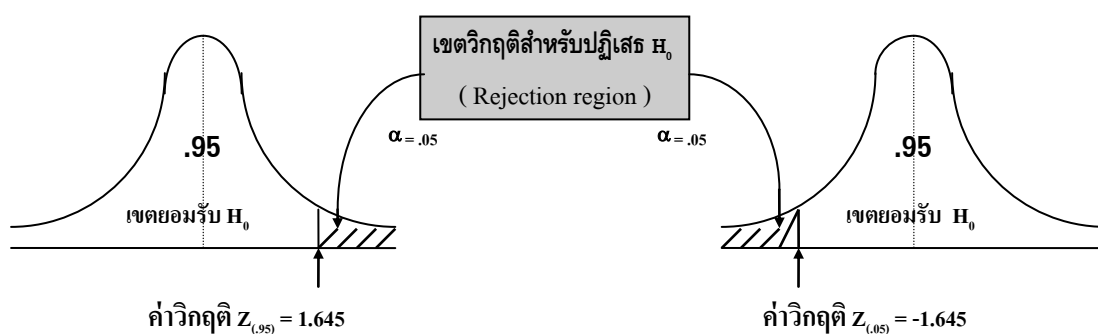 เขตวิกฤติสำหรับปฏิเสธ H₀
( Rejection region )
α = .05
α = .05
.95
.95
เขตยอมรับ H₀
เขตยอมรับ H₀
ค่าวิกฤติ Z₍.₉₅₎ = 1.645
ค่าวิกฤติ Z₍.₀₅₎ = -1.645